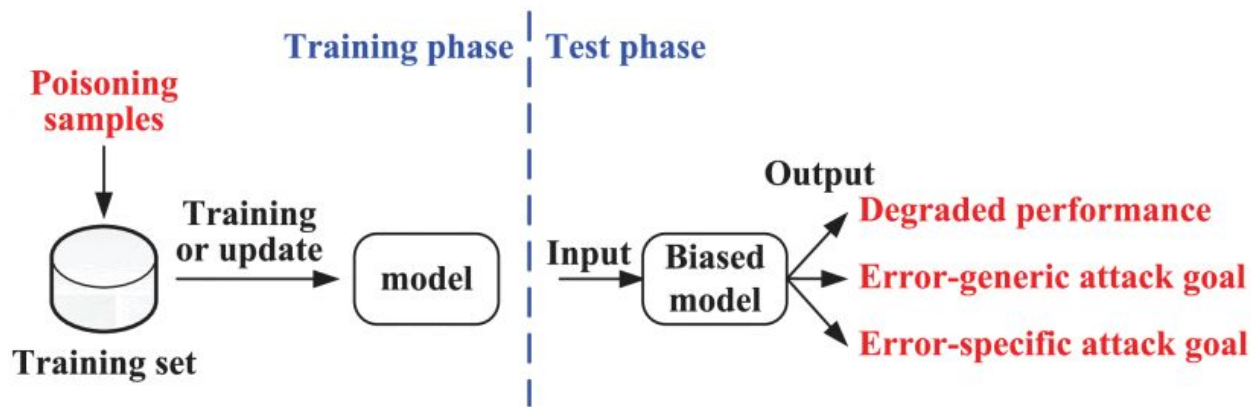 Training phase
Test phase
Poisoning
samples
Training
or update
Training set
model
Input
Biased
model
Output
Degraded performance
Error-generic attack goal
Error-specific attack goal